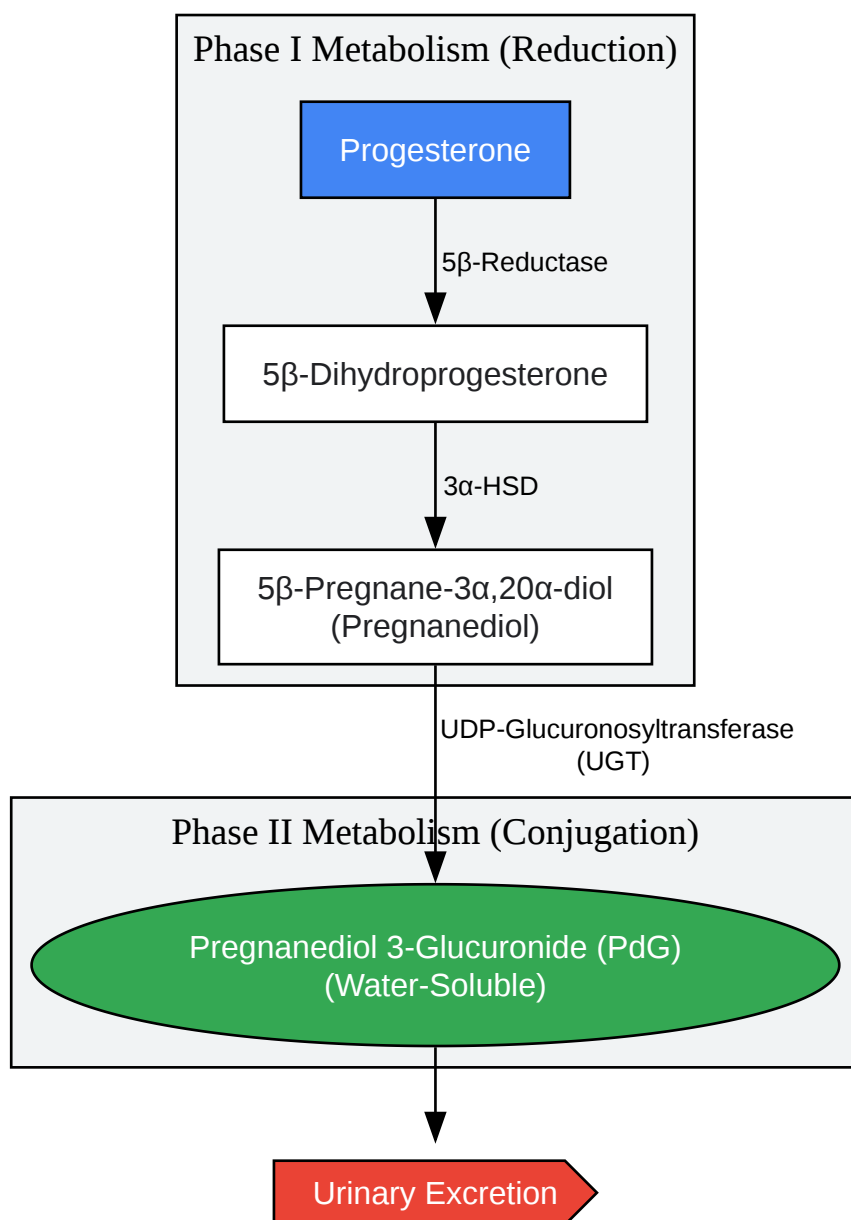 Phase I Metabolism (Reduction)
Progesterone
5β-Reductase
5β-Dihydroprogesterone
3α-HSD
5β-Pregnane-3α,20α-diol
(Pregnanediol)
UDP-Glucuronosyltransferase
(UGT)
Phase II Metabolism (Conjugation)
Pregnanediol 3-Glucuronide (PdG)
(Water-Soluble)
Urinary Excretion